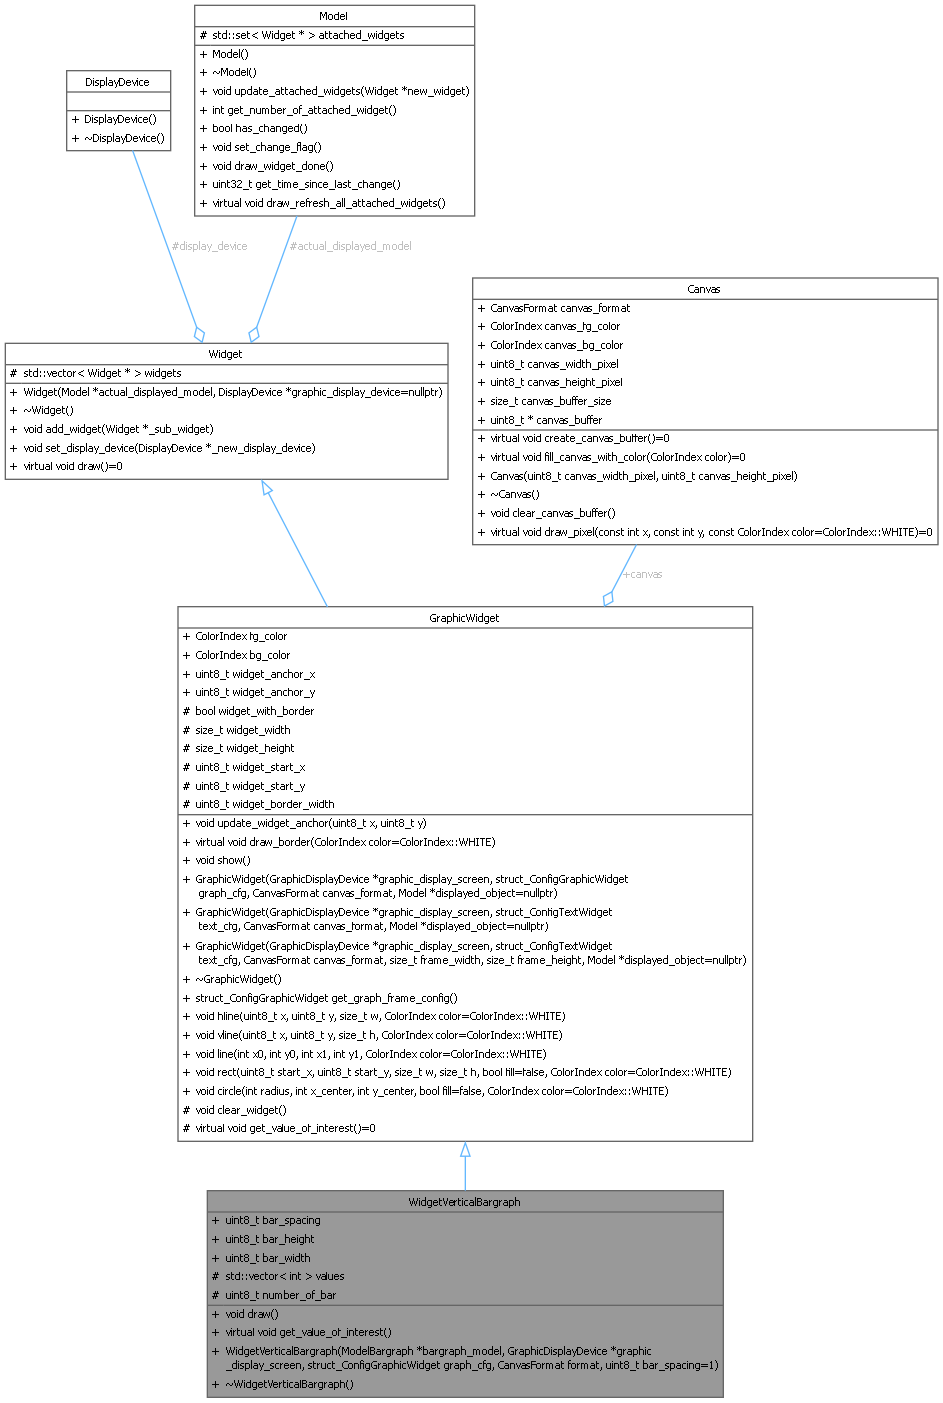 Model
# std::set< Widget * > attached_widgets
+ Model()
+ ~Model()
+ void update_attached_widgets(Widget *new_widget)
+ int get_number_of_attached_widget()
+ bool has_changed()
+ void set_change_flag()
+ void draw_widget_done()
+ uint32_t get_time_since_last_change()
+ virtual void draw_refresh_all_attached_widgets()
DisplayDevice
+ DisplayDevice()
+ ~DisplayDevice()
#display_device
#actual_displayed_model
Canvas
+ CanvasFormat canvas_format
+ ColorIndex canvas_fg_color
+ ColorIndex canvas_bg_color
+ uint8_t canvas_width_pixel
+ uint8_t canvas_height_pixel
+ size_t canvas_buffer_size
+ uint8_t * canvas_buffer
+ virtual void create_canvas_buffer()=0
+ virtual void fill_canvas_with_color(ColorIndex color)=0
+ Canvas(uint8_t canvas_width_pixel, uint8_t canvas_height_pixel)
+ ~Canvas()
+ void clear_canvas_buffer()
+ virtual void draw_pixel(const int x, const int y, const ColorIndex color=ColorIndex::WHITE)=0
Widget
# std::vector< Widget * > widgets
+ Widget(Model *actual_displayed_model, DisplayDevice *graphic_display_device=nullptr)
+ ~Widget()
+ void add_widget(Widget *_sub_widget)
+ void set_display_device(DisplayDevice *_new_display_device)
+ virtual void draw()=0
+canvas
GraphicWidget
+ ColorIndex fg_color
+ ColorIndex bg_color
+ uint8_t widget_anchor_x
+ uint8_t widget_anchor_y
# bool widget_with_border
# size_t widget_width
# size_t widget_height
# uint8_t widget_start_x
# uint8_t widget_start_y
# uint8_t widget_border_width
+ void update_widget_anchor(uint8_t x, uint8_t y)
+ virtual void draw_border(ColorIndex color=ColorIndex::WHITE)
+ void show()
+ GraphicWidget(GraphicDisplayDevice *graphic_display_screen, struct_ConfigGraphicWidget
graph_cfg, CanvasFormat canvas_format, Model *displayed_object=nullptr)
+ GraphicWidget(GraphicDisplayDevice *graphic_display_screen, struct_ConfigTextWidget
text_cfg, CanvasFormat canvas_format, Model *displayed_object=nullptr)
+ GraphicWidget(GraphicDisplayDevice *graphic_display_screen, struct_ConfigTextWidget
text_cfg, CanvasFormat canvas_format, size_t frame_width, size_t frame_height, Model *displayed_object=nullptr)
+ ~GraphicWidget()
+ struct_ConfigGraphicWidget get_graph_frame_config()
+ void hline(uint8_t x, uint8_t y, size_t w, ColorIndex color=ColorIndex::WHITE)
+ void vline(uint8_t x, uint8_t y, size_t h, ColorIndex color=ColorIndex::WHITE)
+ void line(int x0, int y0, int x1, int y1, ColorIndex color=ColorIndex::WHITE)
+ void rect(uint8_t start_x, uint8_t start_y, size_t w, size_t h, bool fill=false, ColorIndex color=ColorIndex::WHITE)
+ void circle(int radius, int x_center, int y_center, bool fill=false, ColorIndex color=ColorIndex::WHITE)
# void clear_widget()
# virtual void get_value_of_interest()=0
WidgetVerticalBargraph
+ uint8_t bar_spacing
+ uint8_t bar_height
+ uint8_t bar_width
# std::vector< int > values
# uint8_t number_of_bar
+ void draw()
+ virtual void get_value_of_interest()
+ WidgetVerticalBargraph(ModelBargraph *bargraph_model, GraphicDisplayDevice *graphic
_display_screen, struct_ConfigGraphicWidget graph_cfg, CanvasFormat format, uint8_t bar_spacing=1)
+ ~WidgetVerticalBargraph()